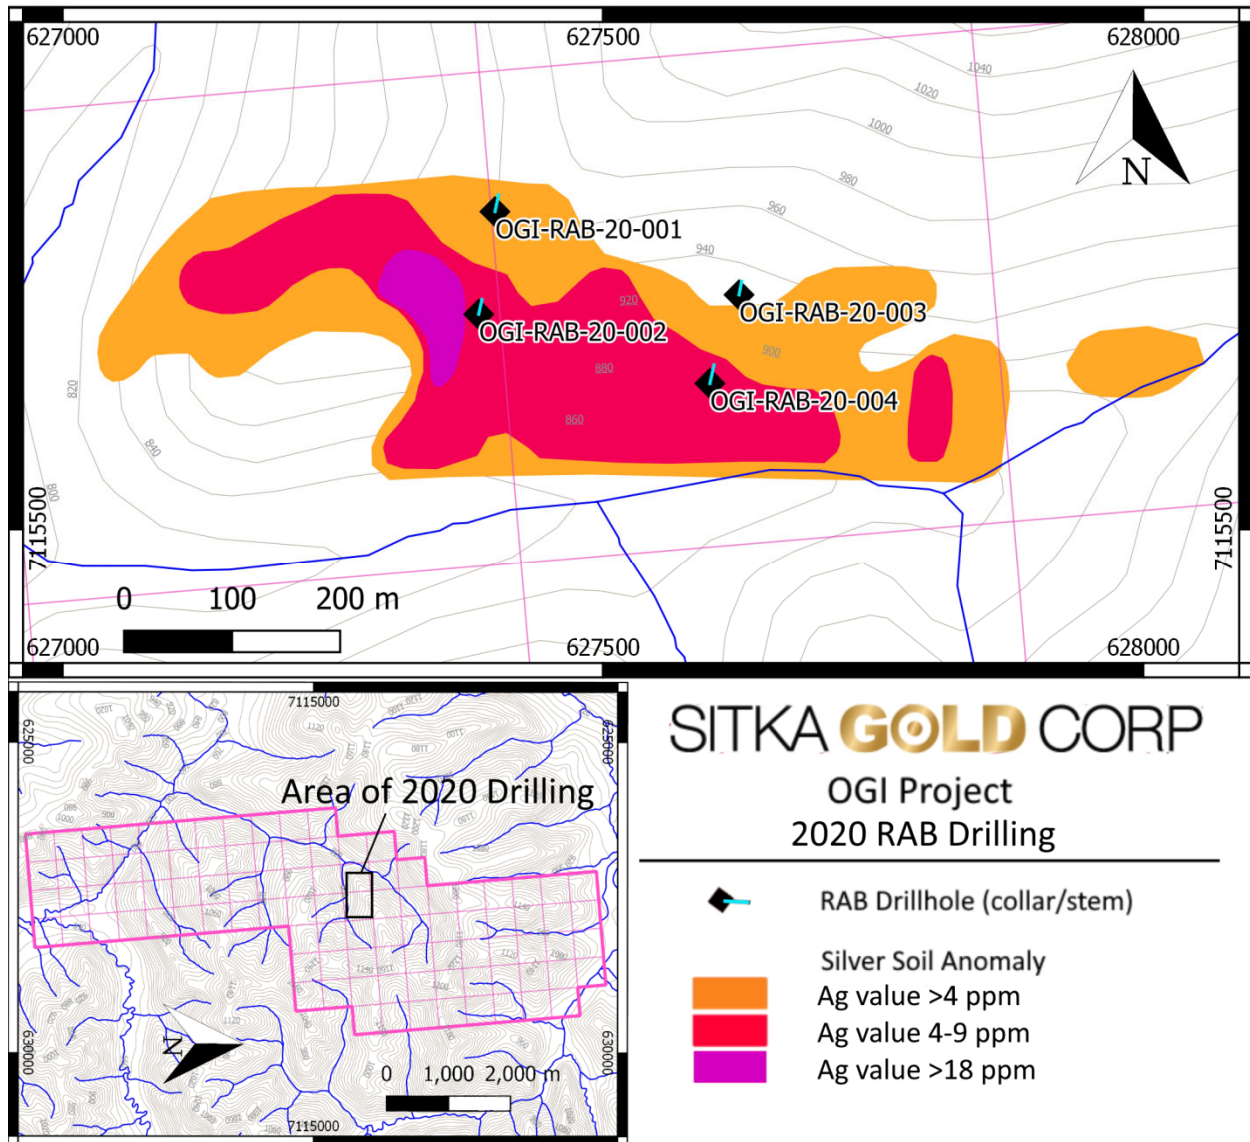 627000 627500 628000
1040
1020
1000
980
960
940
920
900
880
860
820
840
800
N
OGI-RAB-20-001
OGI-RAB-20-002
OGI-RAB-20-003
OGI-RAB-20-004
7115500 7115500
0 100 200 m
627000 627500 628000
7115000
625000 625000
Area of 2020 Drilling
N
630000 630000
0 1,000 2,000 m
7115000
SITKA GOLD CORP
OGI Project
2020 RAB Drilling
RAB Drillhole (collar/stem)
Silver Soil Anomaly
Ag value >4 ppm
Ag value 4-9 ppm
Ag value >18 ppm